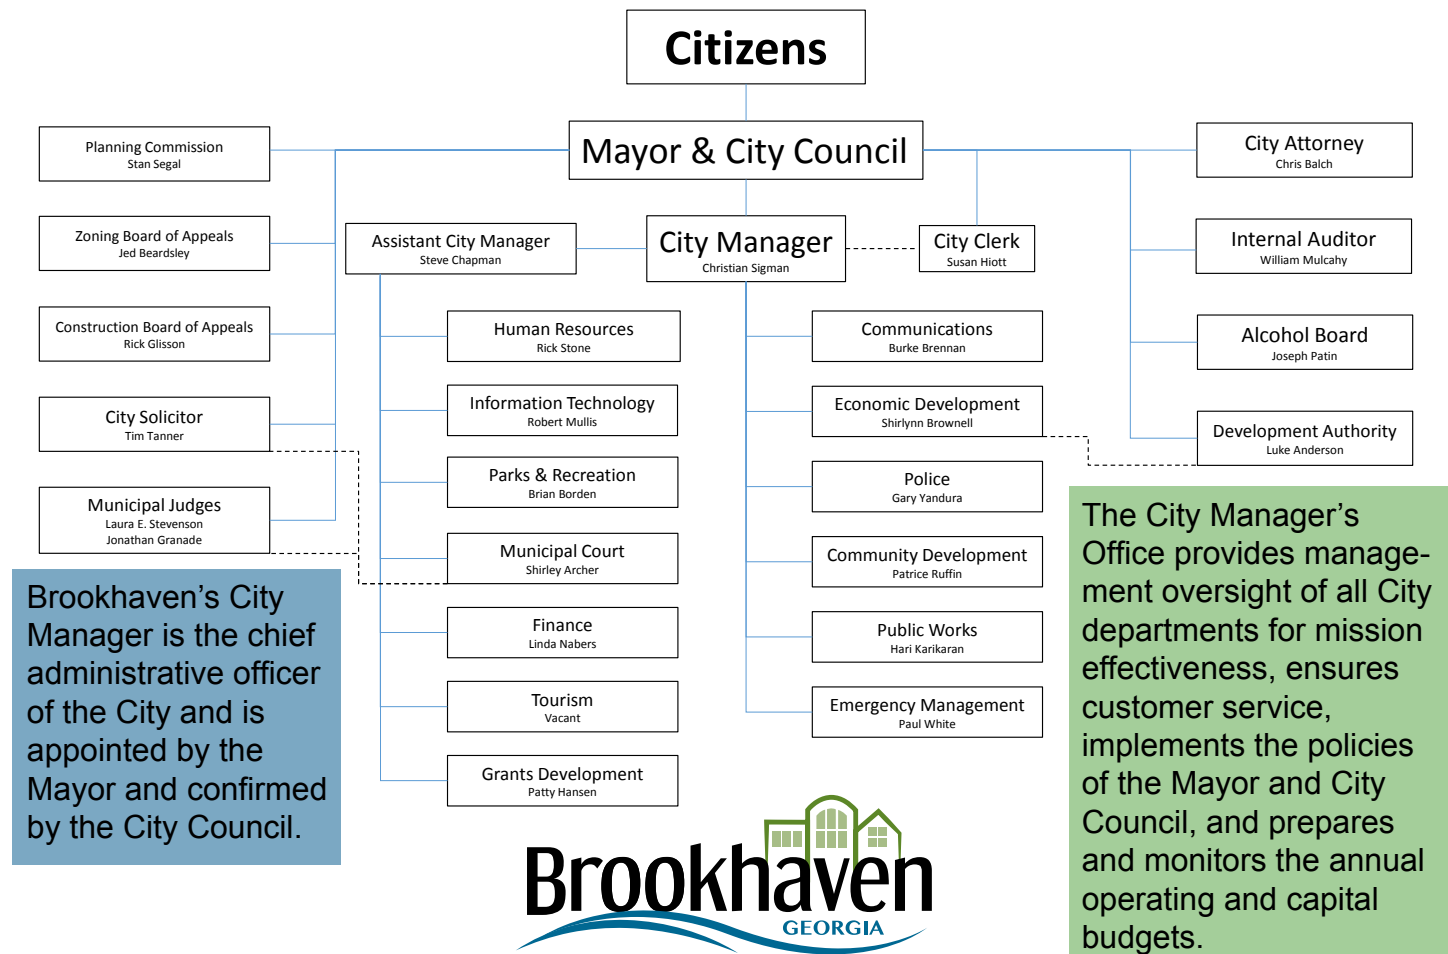 Citizens
Mayor & City Council
Planning Commission
Stan Segal
Zoning Board of Appeals
Jed Beardsley
Construction Board of Appeals
Rick Glisson
City Solicitor
Tim Tanner
Municipal Judges
Laura E. Stevenson
Jonathan Granade
Assistant City Manager
Steve Chapman
City Manager
Christian Sigman
City Clerk
Susan Hiott
City Attorney
Chris Balch
Internal Auditor
William Mulcahy
Alcohol Board
Joseph Patin
Development Authority
Luke Anderson
Human Resources
Rick Stone
Information Technology
Robert Mullis
Parks & Recreation
Brian Borden
Municipal Court
Shirley Archer
Finance
Linda Nabers
Tourism
Vacant
Grants Development
Patty Hansen
Communications
Burke Brennan
Economic Development
Shirlynn Brownell
Police
Gary Yandura
Community Development
Patrice Ruffin
Public Works
Hari Karikaran
Emergency Management
Paul White
Brookhaven's City
Manager is the chief
administrative officer
of the City and is
appointed by the
Mayor and confirmed
by the City Council.
The City Manager's
Office provides manage-
ment oversight of all City
departments for mission
effectiveness, ensures
customer service,
implements the policies
of the Mayor and City
Council, and prepares
and monitors the annual
operating and capital
budgets.
Brookhaven
GEORGIA